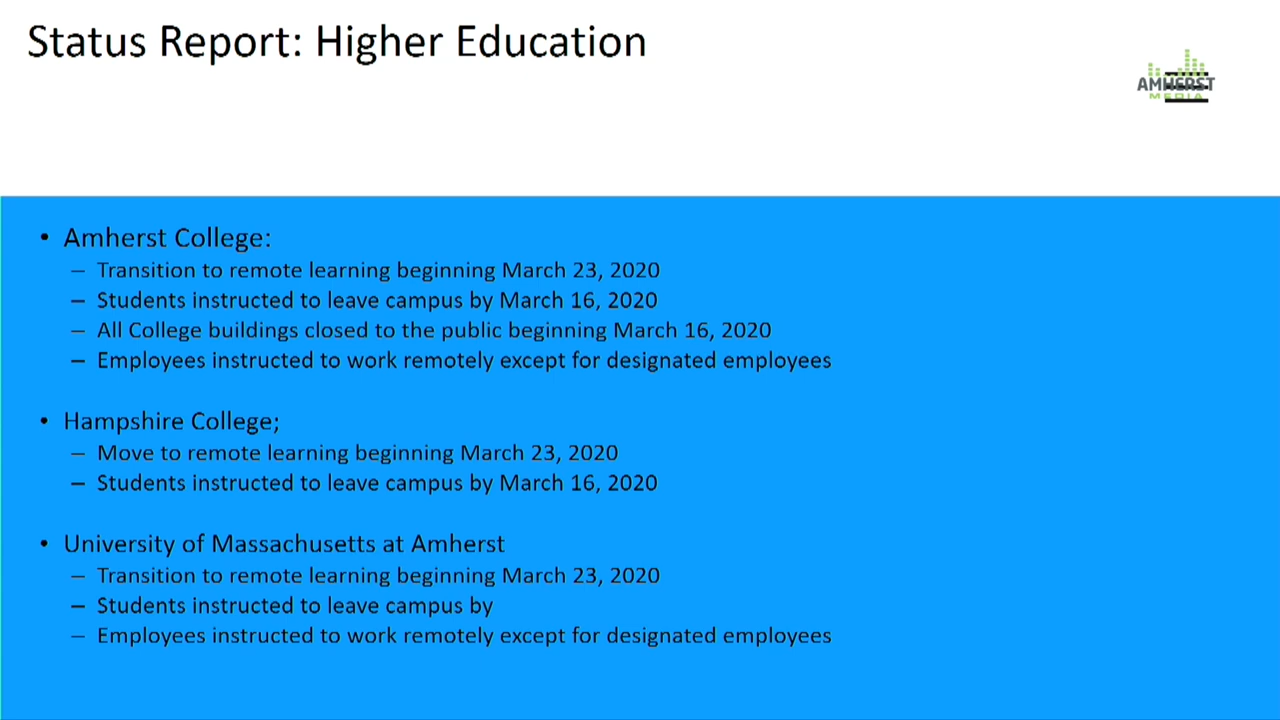 Status Report: Higher Education
AMHERST
MEDIA
• Amherst College:
– Transition to remote learning beginning March 23, 2020
– Students instructed to leave campus by March 16, 2020
– All College buildings closed to the public beginning March 16, 2020
– Employees instructed to work remotely except for designated employees
• Hampshire College;
– Move to remote learning beginning March 23, 2020
– Students instructed to leave campus by March 16, 2020
• University of Massachusetts at Amherst
– Transition to remote learning beginning March 23, 2020
– Students instructed to leave campus by
– Employees instructed to work remotely except for designated employees